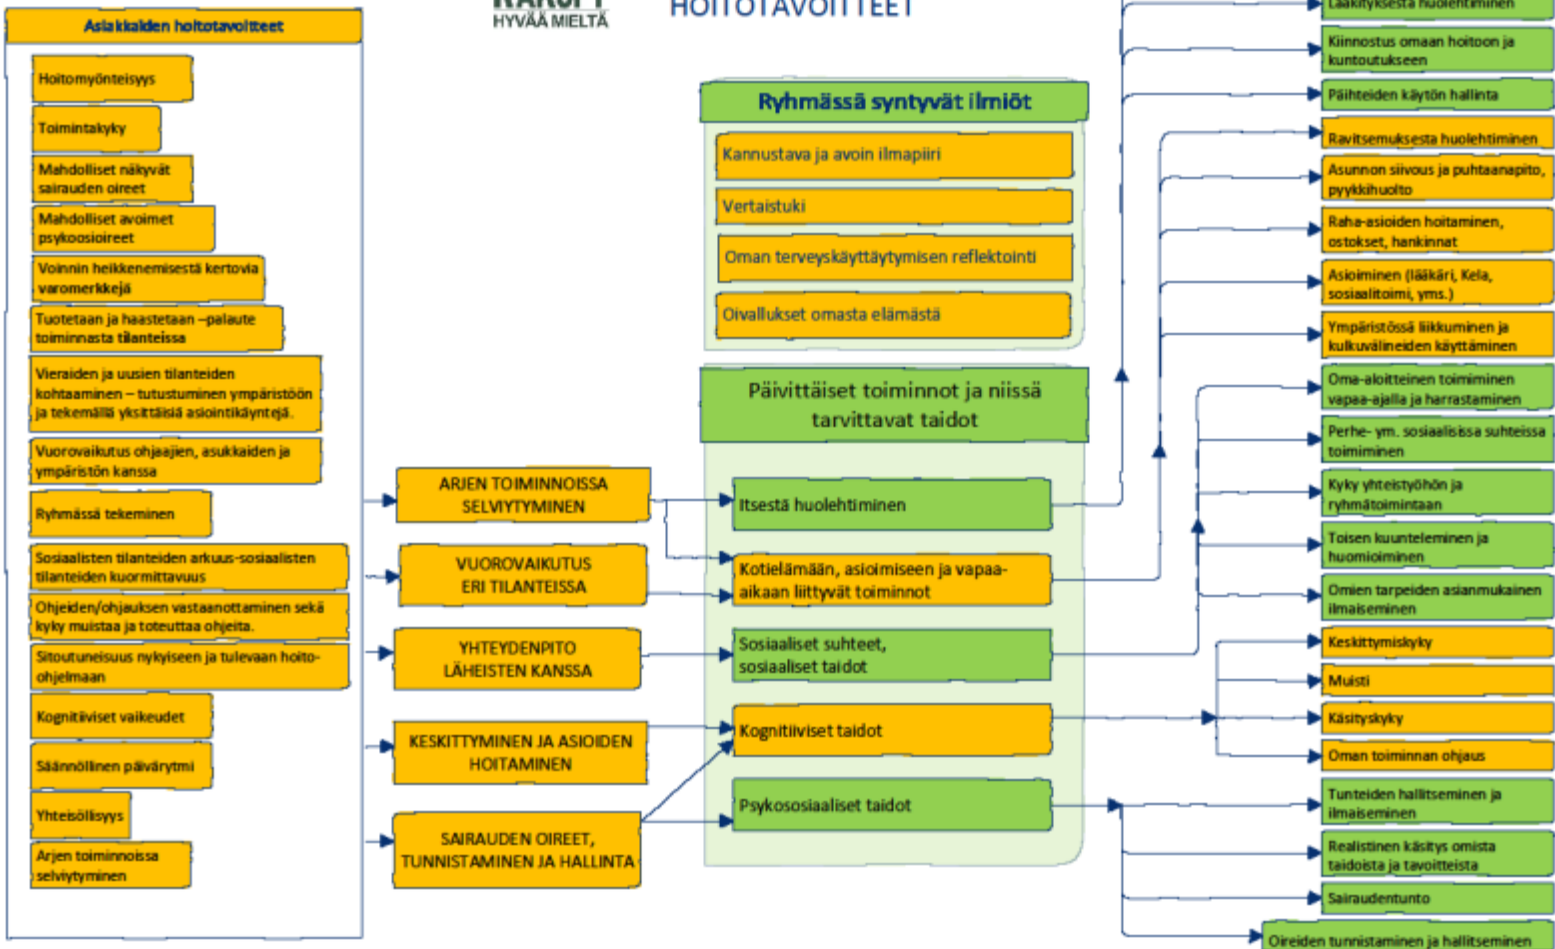 HYVÄÄ MIELTÄ
HOITOTAVOITTEET
Asiakkaiden hoitotavoitteet
Hoitomyönteisyys
Toimintakyky
Mahdolliset näkyvät
sairauden oireet
Mahdolliset avoimet
psykoosioireet
Voinnin heikkenemisestä kertovia
varomerkkejä
Tuotetaan ja haastetaan –palaute
toiminnasta tilanteissa
Vieraiden ja uusien tilanteiden
kohtaaminen – tutustuminen ympäristöön
ja tekemällä yksittäisiä asiointikäyntejä.
Vuorovaikutus ohjaajien, asukkaiden ja
ympäristön kanssa
Ryhmässä tekeminen
Sosiaalisten tilanteiden arkuus-sosiaalisten
tilanteiden kuormittavuus
Ohjeiden/ohjauksen vastaanottaminen sekä
kyky muistaa ja toteuttaa ohjeita.
Sitoutuneisuus nykyiseen ja tulevaan hoito-
ohjelmaan
Kognitiiviset vaikeudet
Säännöllinen päivärytmi
Yhteisöllisyys
Arjen toiminnoissa
selviytyminen
ARJEN TOIMINNOISSA
SELVIYTYMINEN
VUOROVAIKUTUS
ERI TILANTEISSA
YHTEYDENPITO
LÄHEISTEN KANSSA
KESKITTYMINEN JA ASIOIDEN
HOITAMINEN
SAIRAUDEN OIREET,
TUNNISTAMINEN JA HALLINTA
Ryhmässä syntyvät ilmiöt
Kannustava ja avoin ilmapiiri
Vertaistuki
Oman terveyskäyttäytymisen reflektointi
Oivallukset omasta elämästä
Päivittäiset toiminnot ja niissä
tarvittavat taidot
Itsestä huolehtiminen
Kotielämään, asioimiseen ja vapaa-
aikaan liittyvät toiminnot
Sosiaaliset suhteet,
sosiaaliset taidot
Kognitiiviset taidot
Psykososiaaliset taidot
Lääkityksestä huolehtiminen
Kiinnostus omaan hoitoon ja
kuntoutukseen
Päihteiden käytön hallinta
Ravitsemuksesta huolehtiminen
Asunnon siivous ja puhtaanapito,
pyykkihuolto
Raha-asioiden hoitaminen,
ostokset, hankinnat
Asioiminen (lääkäri, Kela,
sosiaalitoimi, yms.)
Ympäristössä liikkuminen ja
kulkuvälineiden käyttäminen
Oma-aloitteinen toimiminen
vapaa-ajalla ja harrastaminen
Perhe- ym. sosiaalisissa suhteissa
toimiminen
Kyky yhteistyöhön ja
ryhmätoimintaan
Toisen kuunteleminen ja
huomioiminen
Omien tarpeiden asianmukainen
ilmaiseminen
Keskittymiskyky
Muisti
Käsityskyky
Oman toiminnan ohjaus
Tunteiden hallitseminen ja
ilmaiseminen
Realistinen käsitys omista
taidoista ja tavoitteista
Sairaudentunto
Oireiden tunnistaminen ja hallitseminen